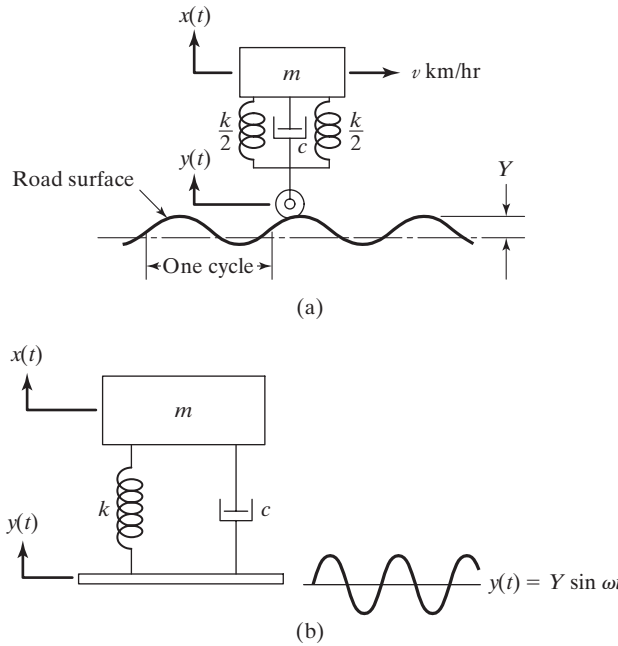 x(t)
m
v km/hr
k/2
c
k/2
y(t)
Y
Road surface
One cycle
(a)
x(t)
m
k
c
y(t)
y(t) = Y sin ωt
(b)